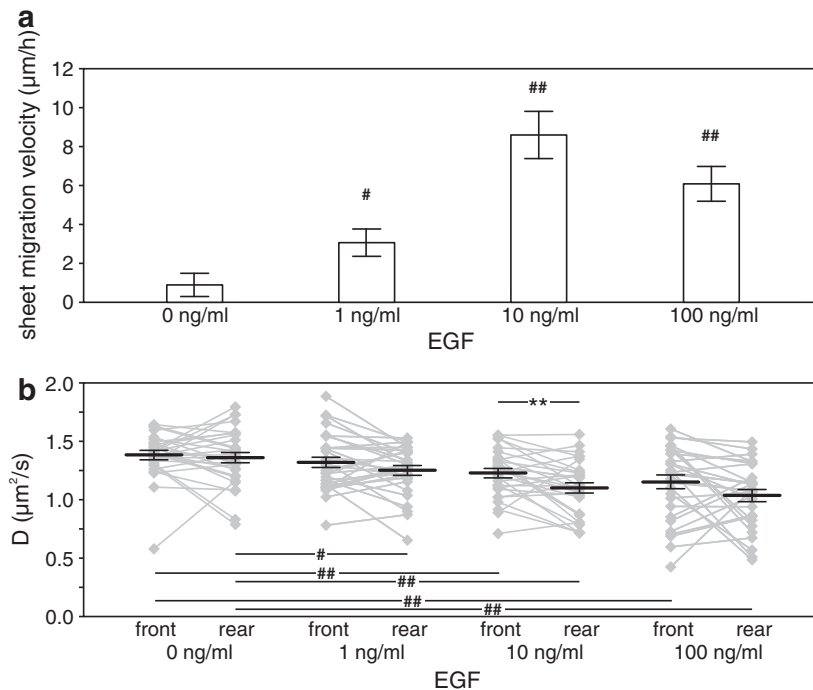 a
sheet migration velocity (µm/h)
12
10
8
6
4
2
0
#
##
##
0 ng/ml 1 ng/ml 10 ng/ml 100 ng/ml
EGF
b
D (µm²/s)
2.0
1.5
1.0
0.5
0.0
**
#
##
##
##
##
front rear front rear front rear front rear
0 ng/ml 1 ng/ml 10 ng/ml 100 ng/ml
EGF